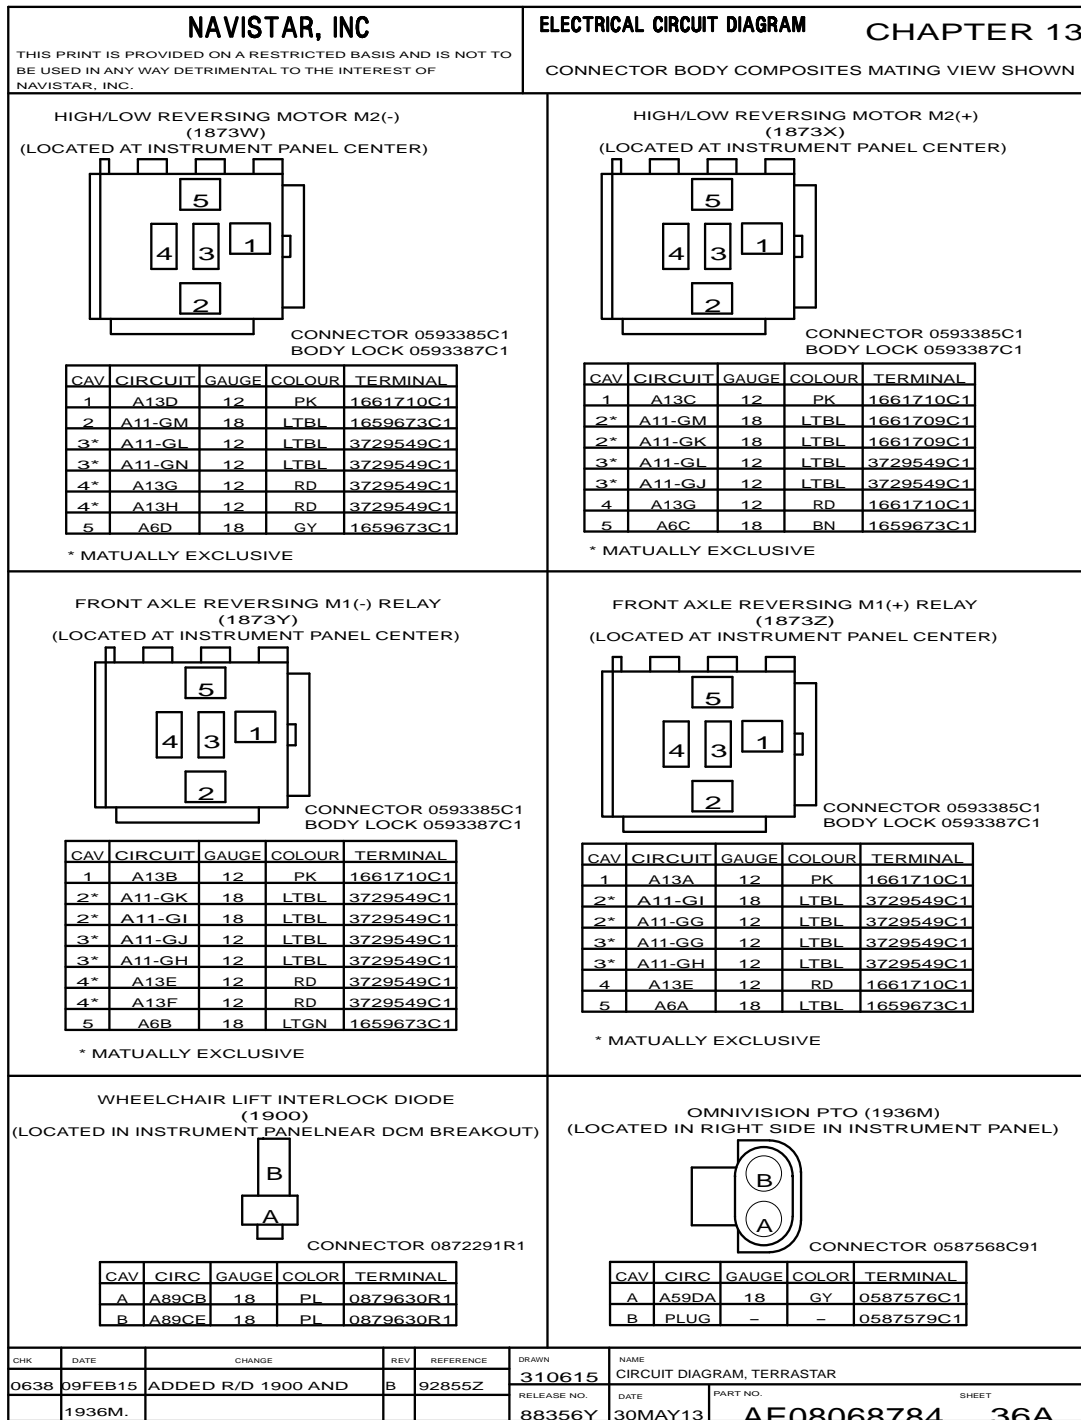 NAVISTAR, INC
THIS PRINT IS PROVIDED ON A RESTRICTED BASIS AND IS NOT TO
BE USED IN ANY WAY DETRIMENTAL TO THE INTEREST OF
NAVISTAR, INC.
ELECTRICAL CIRCUIT DIAGRAM CHAPTER 13
CONNECTOR BODY COMPOSITES MATING VIEW SHOWN
HIGH/LOW REVERSING MOTOR M2(-)
(1873W)
(LOCATED AT INSTRUMENT PANEL CENTER)
5
4 3 1
2
CONNECTOR 0593385C1
BODY LOCK 0593387C1
CAV CIRCUIT GAUGE COLOUR TERMINAL
1 A13D 12 PK 1661710C1
2 A11-GM 18 LTBL 1659673C1
3* A11-GL 12 LTBL 3729549C1
3* A11-GN 12 LTBL 3729549C1
4* A13G 12 RD 3729549C1
4* A13H 12 RD 3729549C1
5 A6D 18 GY 1659673C1
* MATUALLY EXCLUSIVE
HIGH/LOW REVERSING MOTOR M2(+)
(1873X)
(LOCATED AT INSTRUMENT PANEL CENTER)
5
4 3 1
2
CONNECTOR 0593385C1
BODY LOCK 0593387C1
CAV CIRCUIT GAUGE COLOUR TERMINAL
1 A13C 12 PK 1661710C1
2* A11-GM 18 LTBL 1661709C1
2* A11-GK 18 LTBL 1661709C1
3* A11-GL 12 LTBL 3729549C1
3* A11-GJ 12 LTBL 3729549C1
4 A13G 12 RD 1661710C1
5 A6C 18 BN 1659673C1
* MATUALLY EXCLUSIVE
FRONT AXLE REVERSING M1(-) RELAY
(1873Y)
(LOCATED AT INSTRUMENT PANEL CENTER)
5
4 3 1
2
CONNECTOR 0593385C1
BODY LOCK 0593387C1
CAV CIRCUIT GAUGE COLOUR TERMINAL
1 A13B 12 PK 1661710C1
2* A11-GK 18 LTBL 3729549C1
2* A11-GI 18 LTBL 3729549C1
3* A11-GJ 12 LTBL 3729549C1
3* A11-GH 12 LTBL 3729549C1
4* A13E 12 RD 3729549C1
4* A13F 12 RD 3729549C1
5 A6B 18 LTGN 1659673C1
* MATUALLY EXCLUSIVE
FRONT AXLE REVERSING M1(+) RELAY
(1873Z)
(LOCATED AT INSTRUMENT PANEL CENTER)
5
4 3 1
2
CONNECTOR 0593385C1
BODY LOCK 0593387C1
CAV CIRCUIT GAUGE COLOUR TERMINAL
1 A13A 12 PK 1661710C1
2* A11-GI 18 LTBL 3729549C1
2* A11-GG 12 LTBL 3729549C1
3* A11-GG 12 LTBL 3729549C1
3* A11-GH 12 LTBL 3729549C1
4 A13E 12 RD 1661710C1
5 A6A 18 LTBL 1659673C1
* MATUALLY EXCLUSIVE
WHEELCHAIR LIFT INTERLOCK DIODE
(1900)
(LOCATED IN INSTRUMENT PANELNEAR DCM BREAKOUT)
B
A
CONNECTOR 0872291R1
CAV CIRC GAUGE COLOR TERMINAL
A A89CB 18 PL 0879630R1
B A89CE 18 PL 0879630R1
OMNIVISION PTO (1936M)
(LOCATED IN RIGHT SIDE IN INSTRUMENT PANEL)
B
A
CONNECTOR 0587568C91
CAV CIRC GAUGE COLOR TERMINAL
A A59DA 18 GY 0587576C1
B PLUG – – 0587579C1
CHK DATE CHANGE REV REFERENCE
0638 09FEB15 ADDED R/D 1900 AND B 92855Z
1936M.
DRAWN
310615
NAME
CIRCUIT DIAGRAM, TERRASTAR
RELEASE NO.
88356Y
DATE
30MAY13
PART NO.
AE08068784
SHEET
36A